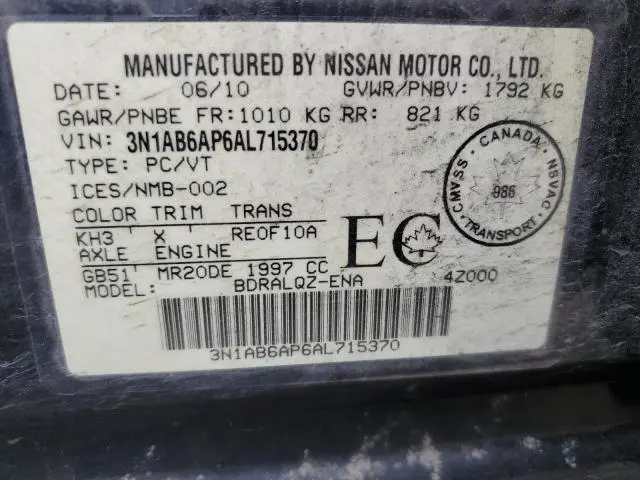 MANUFACTURED BY NISSAN MOTOR CO., LTD.
DATE: 06/10 GVWR/PNBV: 1792 KG
GAWR/PNBE FR:1010 KG RR: 821 KG
VIN: 3N1AB6AP6AL715370
TYPE: PC/VT
ICES/NMB-002
COLOR TRIM TRANS
KH3 X RE0F10A
AXLE ENGINE
GB51 MR20DE 1997 CC
MODEL: BDRALQZ-ENA 4Z000
EC
CANADA
CMVSS NSVAC
986
TRANSPORT
3N1AB6AP6AL715370